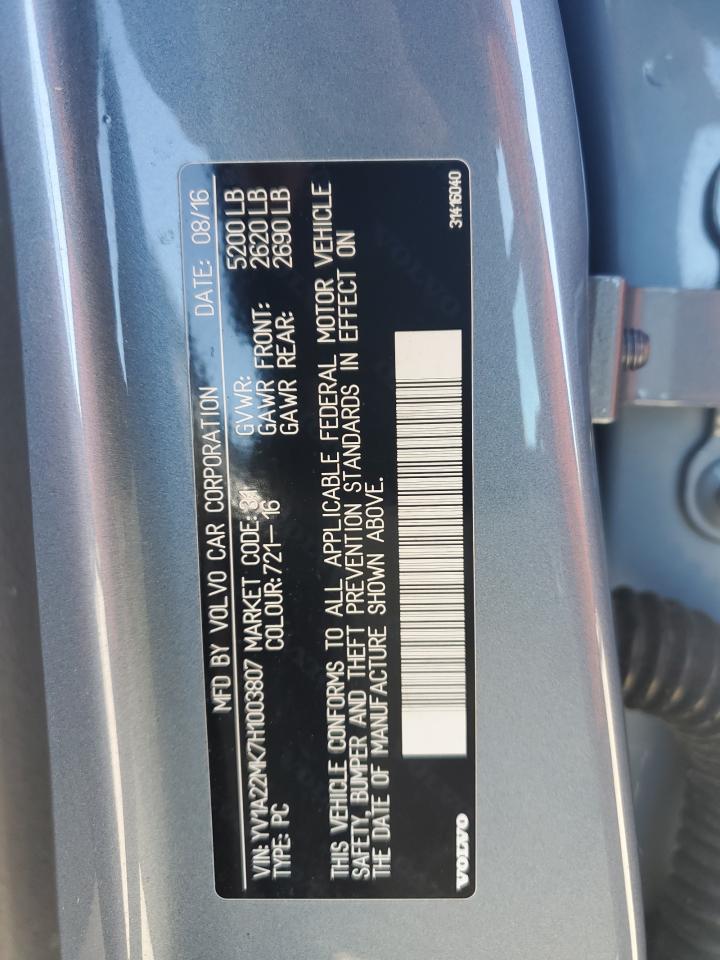 MFD BY VOLVO CAR CORPORATION DATE: 08/16
VIN: YV1A22MK7H1003807 MARKET CODE: 31 GVWR: 5200 LB
TYPE: PC COLOUR: 721-16 GAWR FRONT: 2620 LB
GAWR REAR: 2690 LB
THIS VEHICLE CONFORMS TO ALL APPLICABLE FEDERAL MOTOR VEHICLE
SAFETY, BUMPER AND THEFT PREVENTION STANDARDS IN EFFECT ON
THE DATE OF MANUFACTURE SHOWN ABOVE.
VOLVO 31416040